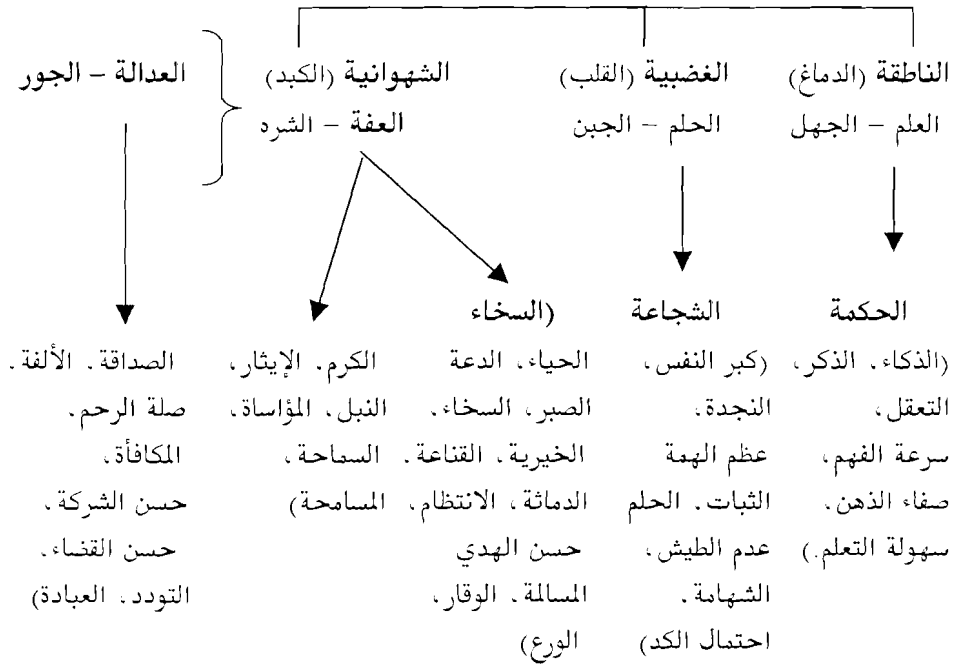 الناطقة (الدماغ)
العلم – الجهل
الغضبية (القلب)
الحلم – الجبن
الشهوانية (الكبد)
العفة – الشره
العدالة – الجور
الحكمة
(الذكاء، الذكر،
التعقل،
سرعة الفهم،
صفاء الذهن،
سهولة التعلم.)
الشجاعة
(كبر النفس،
النجدة،
عظم الهمة
الثبات، الحلم
عدم الطيش،
الشهامة،
احتمال الكد)
(السخاء
الحياء، الدعة
الصبر، السخاء،
الخيرية، القناعة،
الدماثة، الانتظام،
حسن الهدي
المسالمة، الوقار،
الورع)
الكرم، الإيثار،
النبل، المؤاساة،
السماحة،
المسامحة)
الصداقة، الألفة،
صلة الرحم،
المكافأة،
حسن الشركة،
حسن القضاء،
التودد، العبادة)